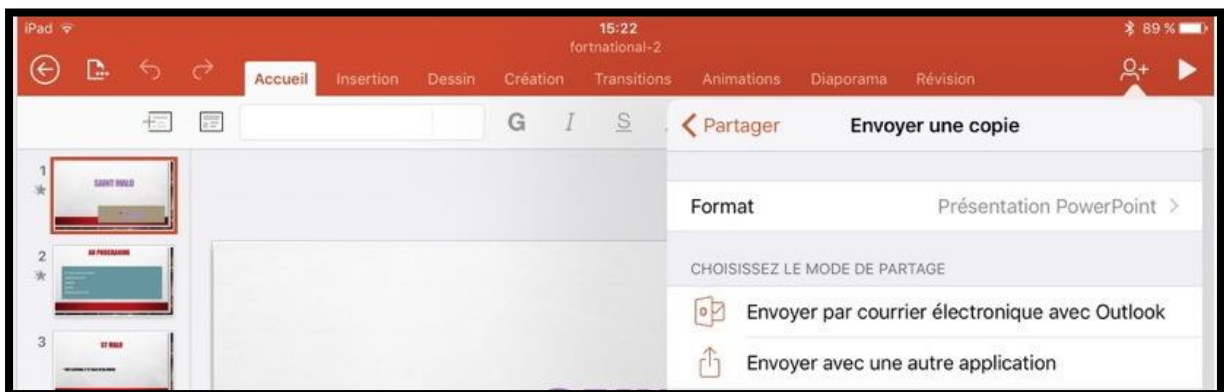 iPad 15:22 89 %
fortnational-2
Accueil Insertion Dessin Création Transitions Animations Diaporama Révision
G I S Partager Envoyer une copie
1
SAINT MALO
Format Présentation PowerPoint
2
AU PROGRAMME
CHOISISSEZ LE MODE DE PARTAGE
Envoyer par courrier électronique avec Outlook
3
ST MALO
Envoyer avec une autre application